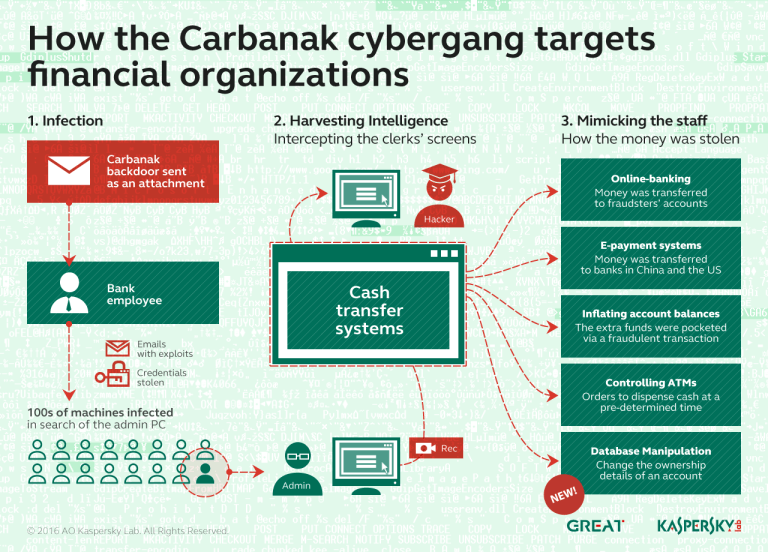 How the Carbanak cybergang targets
financial organizations
1. Infection
Carbanak
backdoor sent
as an attachment
Bank
employee
Emails
with exploits
Credentials
stolen
100s of machines infected
in search of the admin PC
2. Harvesting Intelligence
Intercepting the clerks' screens
Hacker
Cash
transfer
systems
Rec
Admin
3. Mimicking the staff
How the money was stolen
Online-banking
Money was transferred
to fraudsters' accounts
E-payment systems
Money was transferred
to banks in China and the US
Inflating account balances
The extra funds were pocketed
via a fraudulent transaction
Controlling ATMs
Orders to dispense cash at a
pre-determined time
Database Manipulation
Change the ownership
details of an account
NEW!
© 2016 AO Kaspersky Lab. All Rights Reserved.
GREAT
KASPERSKY lab